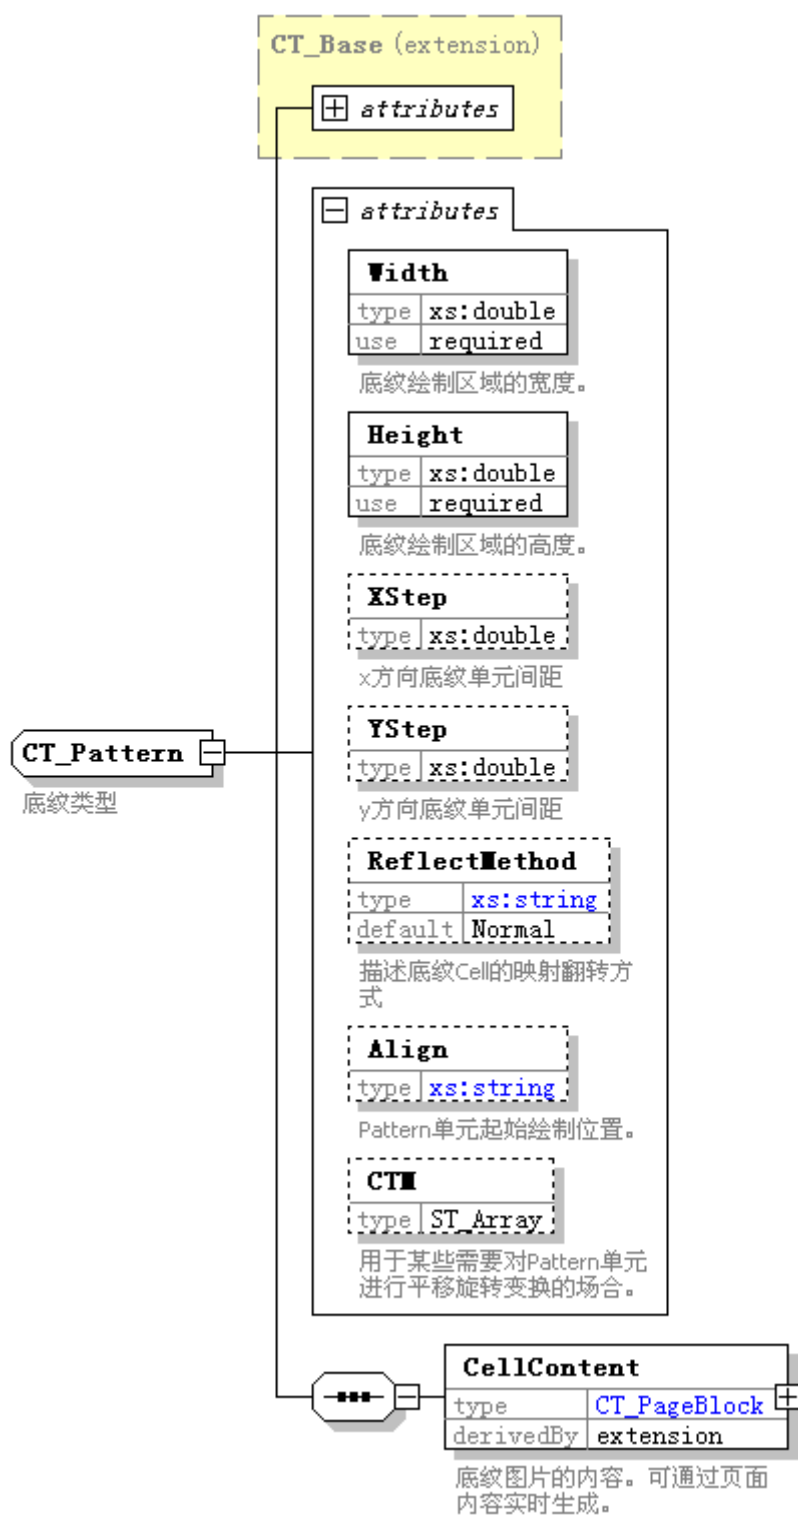 CT_Base (extension)
attributes
attributes
Width
type xs:double
use required
底纹绘制区域的宽度。
Height
type xs:double
use required
底纹绘制区域的高度。
XStep
type xs:double
x方向底纹单元间距
YStep
type xs:double
y方向底纹单元间距
CT_Pattern
底纹类型
ReflectMethod
type xs:string
default Normal
描述底纹Cell的映射翻转方
式
Align
type xs:string
Pattern单元起始绘制位置。
CTM
type ST_Array
用于某些需要对Pattern单元
进行平移旋转变换的场合。
CellContent
type CT_PageBlock
derivedBy extension
底纹图片的内容。可通过页面
内容实时生成。